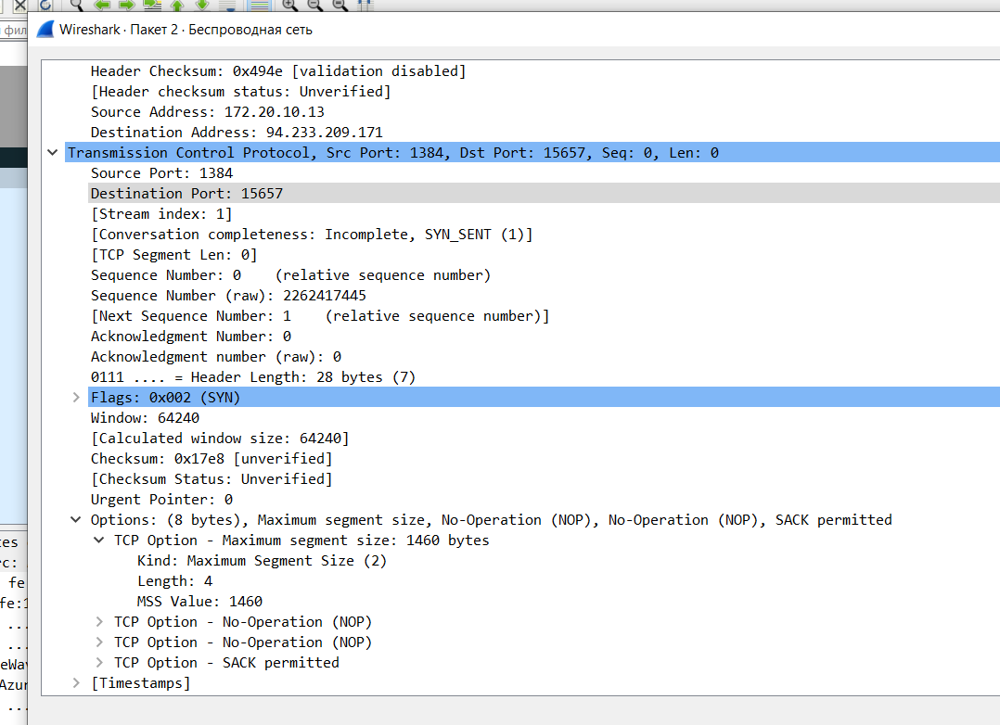 фил
Wireshark · Пакет 2 · Беспроводная сеть
Header Checksum: 0x494e [validation disabled]
[Header checksum status: Unverified]
Source Address: 172.20.10.13
Destination Address: 94.233.209.171
Transmission Control Protocol, Src Port: 1384, Dst Port: 15657, Seq: 0, Len: 0
Source Port: 1384
Destination Port: 15657
[Stream index: 1]
[Conversation completeness: Incomplete, SYN_SENT (1)]
[TCP Segment Len: 0]
Sequence Number: 0    (relative sequence number)
Sequence Number (raw): 2262417445
[Next Sequence Number: 1    (relative sequence number)]
Acknowledgment Number: 0
Acknowledgment number (raw): 0
0111 .... = Header Length: 28 bytes (7)
Flags: 0x002 (SYN)
Window: 64240
[Calculated window size: 64240]
Checksum: 0x17e8 [unverified]
[Checksum Status: Unverified]
Urgent Pointer: 0
Options: (8 bytes), Maximum segment size, No-Operation (NOP), No-Operation (NOP), SACK permitted
TCP Option - Maximum segment size: 1460 bytes
Kind: Maximum Segment Size (2)
Length: 4
MSS Value: 1460
TCP Option - No-Operation (NOP)
TCP Option - No-Operation (NOP)
TCP Option - SACK permitted
[Timestamps]